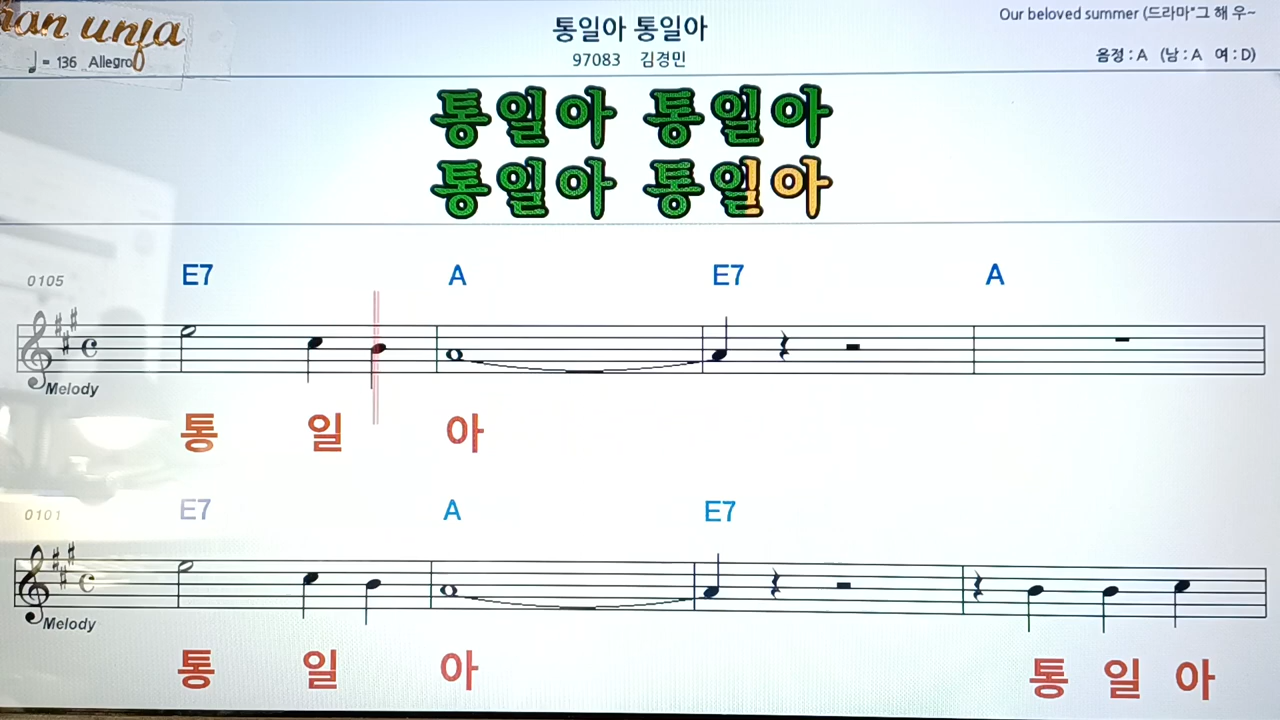 unfa
Our beloved summer (드라마"그 해 우~
통일아 통일아
♩ = 136 Allegro
97083 김경민
음정 : A (남 : A 여 : D)
통일아 통일아
통일아 통일아
0105 E7 A E7 A
Melody
통 일 아
0101 E7 A E7
Melody
통 일 아 통 일 아